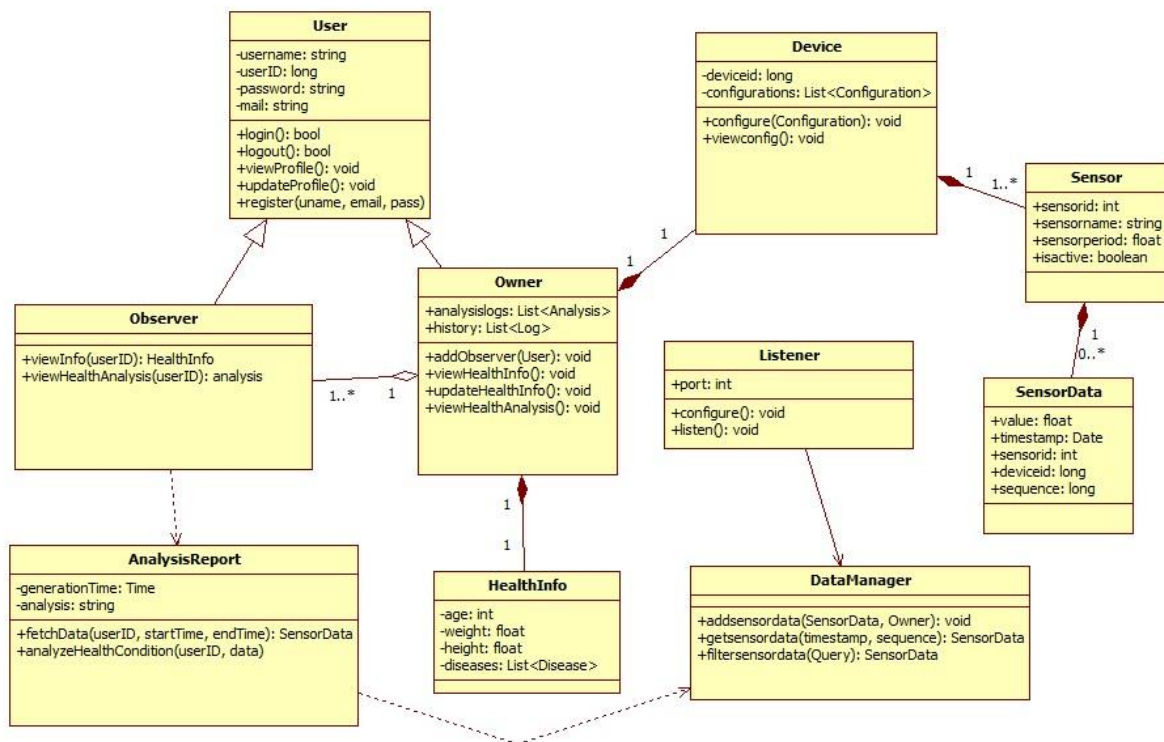 User
-username: string
-userID: long
-password: string
-mail: string
+login(): bool
+logout(): bool
+viewProfile(): void
+updateProfile(): void
+register(uname, email, pass)
Device
-deviceid: long
-configurations: List<Configuration>
+configure(Configuration): void
+viewconfig(): void
1
1..*
Sensor
+sensorid: int
+sensorname: string
+sensorperiod: float
+isactive: boolean
1
1
Owner
+analysislogs: List<Analysis>
+history: List<Log>
+addObserver(User): void
+viewHealthInfo(): void
+updateHealthInfo(): void
+viewHealthAnalysis(): void
Observer
+viewInfo(userID): HealthInfo
+viewHealthAnalysis(userID): analysis
1..*
1
Listener
+port: int
+configure(): void
+listen(): void
1
0..*
SensorData
+value: float
+timestamp: Date
+sensorid: int
+deviceid: long
+sequence: long
1
1
AnalysisReport
-generationTime: Time
-analysis: string
+fetchData(userID, startTime, endTime): SensorData
+analyzeHealthCondition(userID, data)
HealthInfo
-age: int
-weight: float
-height: float
-diseases: List<Disease>
DataManager
+addsensordata(SensorData, Owner): void
+getsensordata(timestamp, sequence): SensorData
+filtersensordata(Query): SensorData